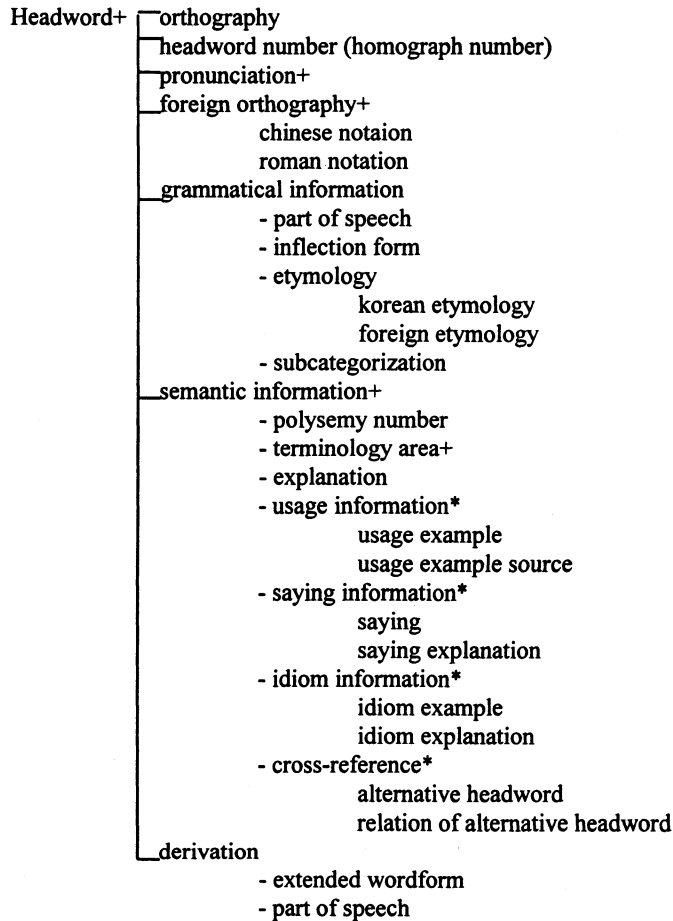 Headword+ orthography
headword number (homograph number)
pronunciation+
foreign orthography+
chinese notaion
roman notation
grammatical information
- part of speech
- inflection form
- etymology
korean etymology
foreign etymology
- subcategorization
semantic information+
- polysemy number
- terminology area+
- explanation
- usage information*
usage example
usage example source
- saying information*
saying
saying explanation
- idiom information*
idiom example
idiom explanation
- cross-reference*
alternative headword
relation of alternative headword
derivation
- extended wordform
- part of speech